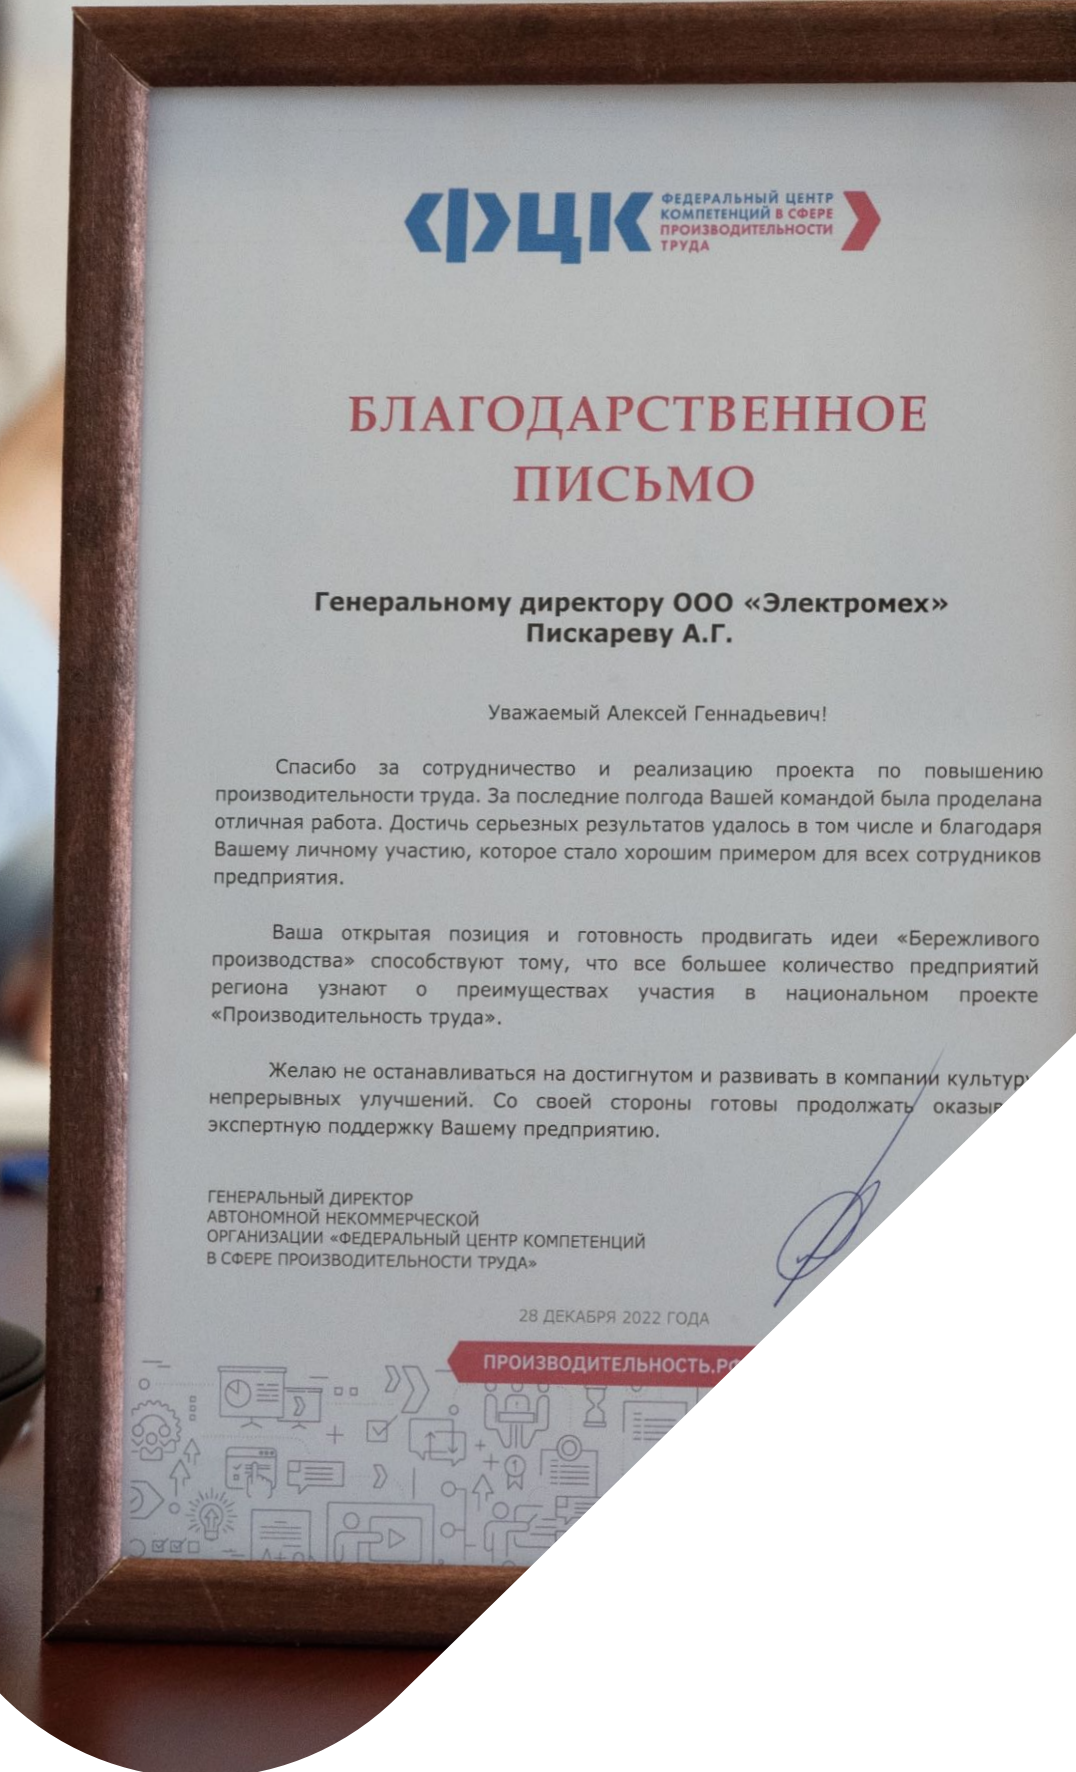 ФЦК
ФЕДЕРАЛЬНЫЙ ЦЕНТР
КОМПЕТЕНЦИЙ В СФЕРЕ
ПРОИЗВОДИТЕЛЬНОСТИ
ТРУДА
БЛАГОДАРСТВЕННОЕ
ПИСЬМО
Генеральному директору ООО «Электромех»
Пискареву А.Г.
Уважаемый Алексей Геннадьевич!
Спасибо за сотрудничество и реализацию проекта по повышению
производительности труда. За последние полгода Вашей командой была проделана
отличная работа. Достичь серьезных результатов удалось в том числе и благодаря
Вашему личному участию, которое стало хорошим примером для всех сотрудников
предприятия.
Ваша открытая позиция и готовность продвигать идеи «Бережливого
производства» способствуют тому, что все большее количество предприятий
региона узнают о преимуществах участия в национальном проекте
«Производительность труда».
Желаю не останавливаться на достигнутом и развивать в компании культуру
непрерывных улучшений. Со своей стороны готовы продолжать
экспертную поддержку Вашему предприятию.
ГЕНЕРАЛЬНЫЙ ДИРЕКТОР
АВТОНОМНОЙ НЕКОММЕРЧЕСКОЙ
ОРГАНИЗАЦИИ «ФЕДЕРАЛЬНЫЙ ЦЕНТР КОМПЕТЕНЦИЙ
В СФЕРЕ ПРОИЗВОДИТЕЛЬНОСТИ ТРУДА»
28 ДЕКАБРЯ 2022 ГОДА
ПРОИЗВОДИТЕЛЬНОСТЬ.РФ